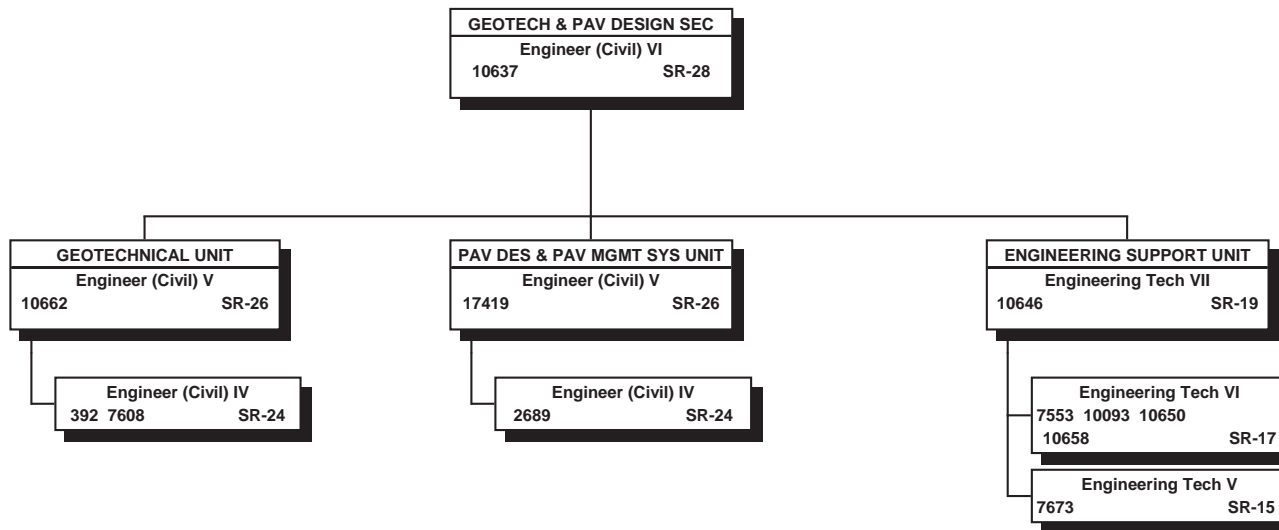 GEOTECH & PAV DESIGN SEC
Engineer (Civil) VI
10637 SR-28
GEOTECHNICAL UNIT
Engineer (Civil) V
10662 SR-26
Engineer (Civil) IV
392 7608 SR-24
PAV DES & PAV MGMT SYS UNIT
Engineer (Civil) V
17419 SR-26
Engineer (Civil) IV
2689 SR-24
ENGINEERING SUPPORT UNIT
Engineering Tech VII
10646 SR-19
Engineering Tech VI
7553 10093 10650
10658 SR-17
Engineering Tech V
7673 SR-15